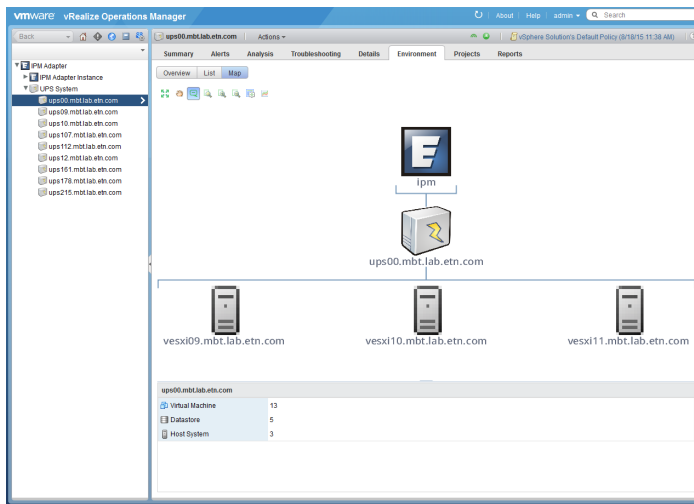 vmware vRealize Operations Manager
About Help admin Search
Back
ups00.mbt.lab.etn.com Actions
vSphere Solution's Default Policy (8/18/15 11:38 AM)
Summary Alerts Analysis Troubleshooting Details Environment Projects Reports
Overview List Map
IPM Adapter
IPM Adapter Instance
UPS System
ups00.mbt.lab.etn.com
ups09.mbt.lab.etn.com
ups10.mbt.lab.etn.com
ups107.mbt.lab.etn.com
ups112.mbt.lab.etn.com
ups12.mbt.lab.etn.com
ups161.mbt.lab.etn.com
ups178.mbt.lab.etn.com
ups215.mbt.lab.etn.com
E
ipm
ups00.mbt.lab.etn.com
vesxi09.mbt.lab.etn.com vesxi10.mbt.lab.etn.com vesxi11.mbt.lab.etn.com
ups00.mbt.lab.etn.com
Virtual Machine 13
Datastore 5
Host System 3